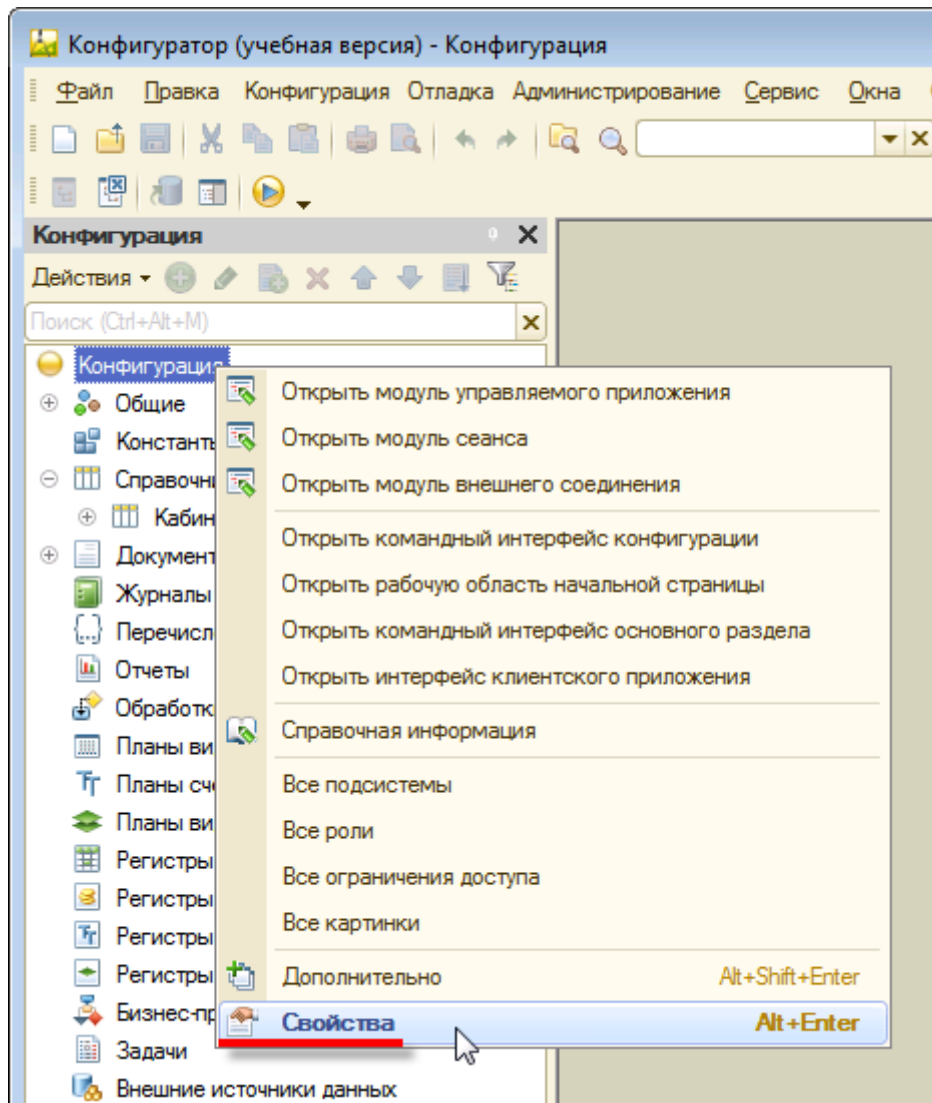 Конфигуратор (учебная версия) - Конфигурация
Файл Правка Конфигурация Отладка Администрирование Сервис Окна
Конфигурация
Действия
Поиск (Ctrl+Alt+M)
Конфигурация
Общие
Константы
Справочни
Кабин
Документ
Журналы
Перечисл
Отчеты
Обработк
Планы ви
Планы сч
Планы ви
Регистры
Регистры
Регистры
Регистры
Бизнес-пр
Задачи
Внешние источники данных
Открыть модуль управляемого приложения
Открыть модуль сеанса
Открыть модуль внешнего соединения
Открыть командный интерфейс конфигурации
Открыть рабочую область начальной страницы
Открыть командный интерфейс основного раздела
Открыть интерфейс клиентского приложения
Справочная информация
Все подсистемы
Все роли
Все ограничения доступа
Все картинки
Дополнительно Alt+Shift+Enter
Свойства Alt+Enter